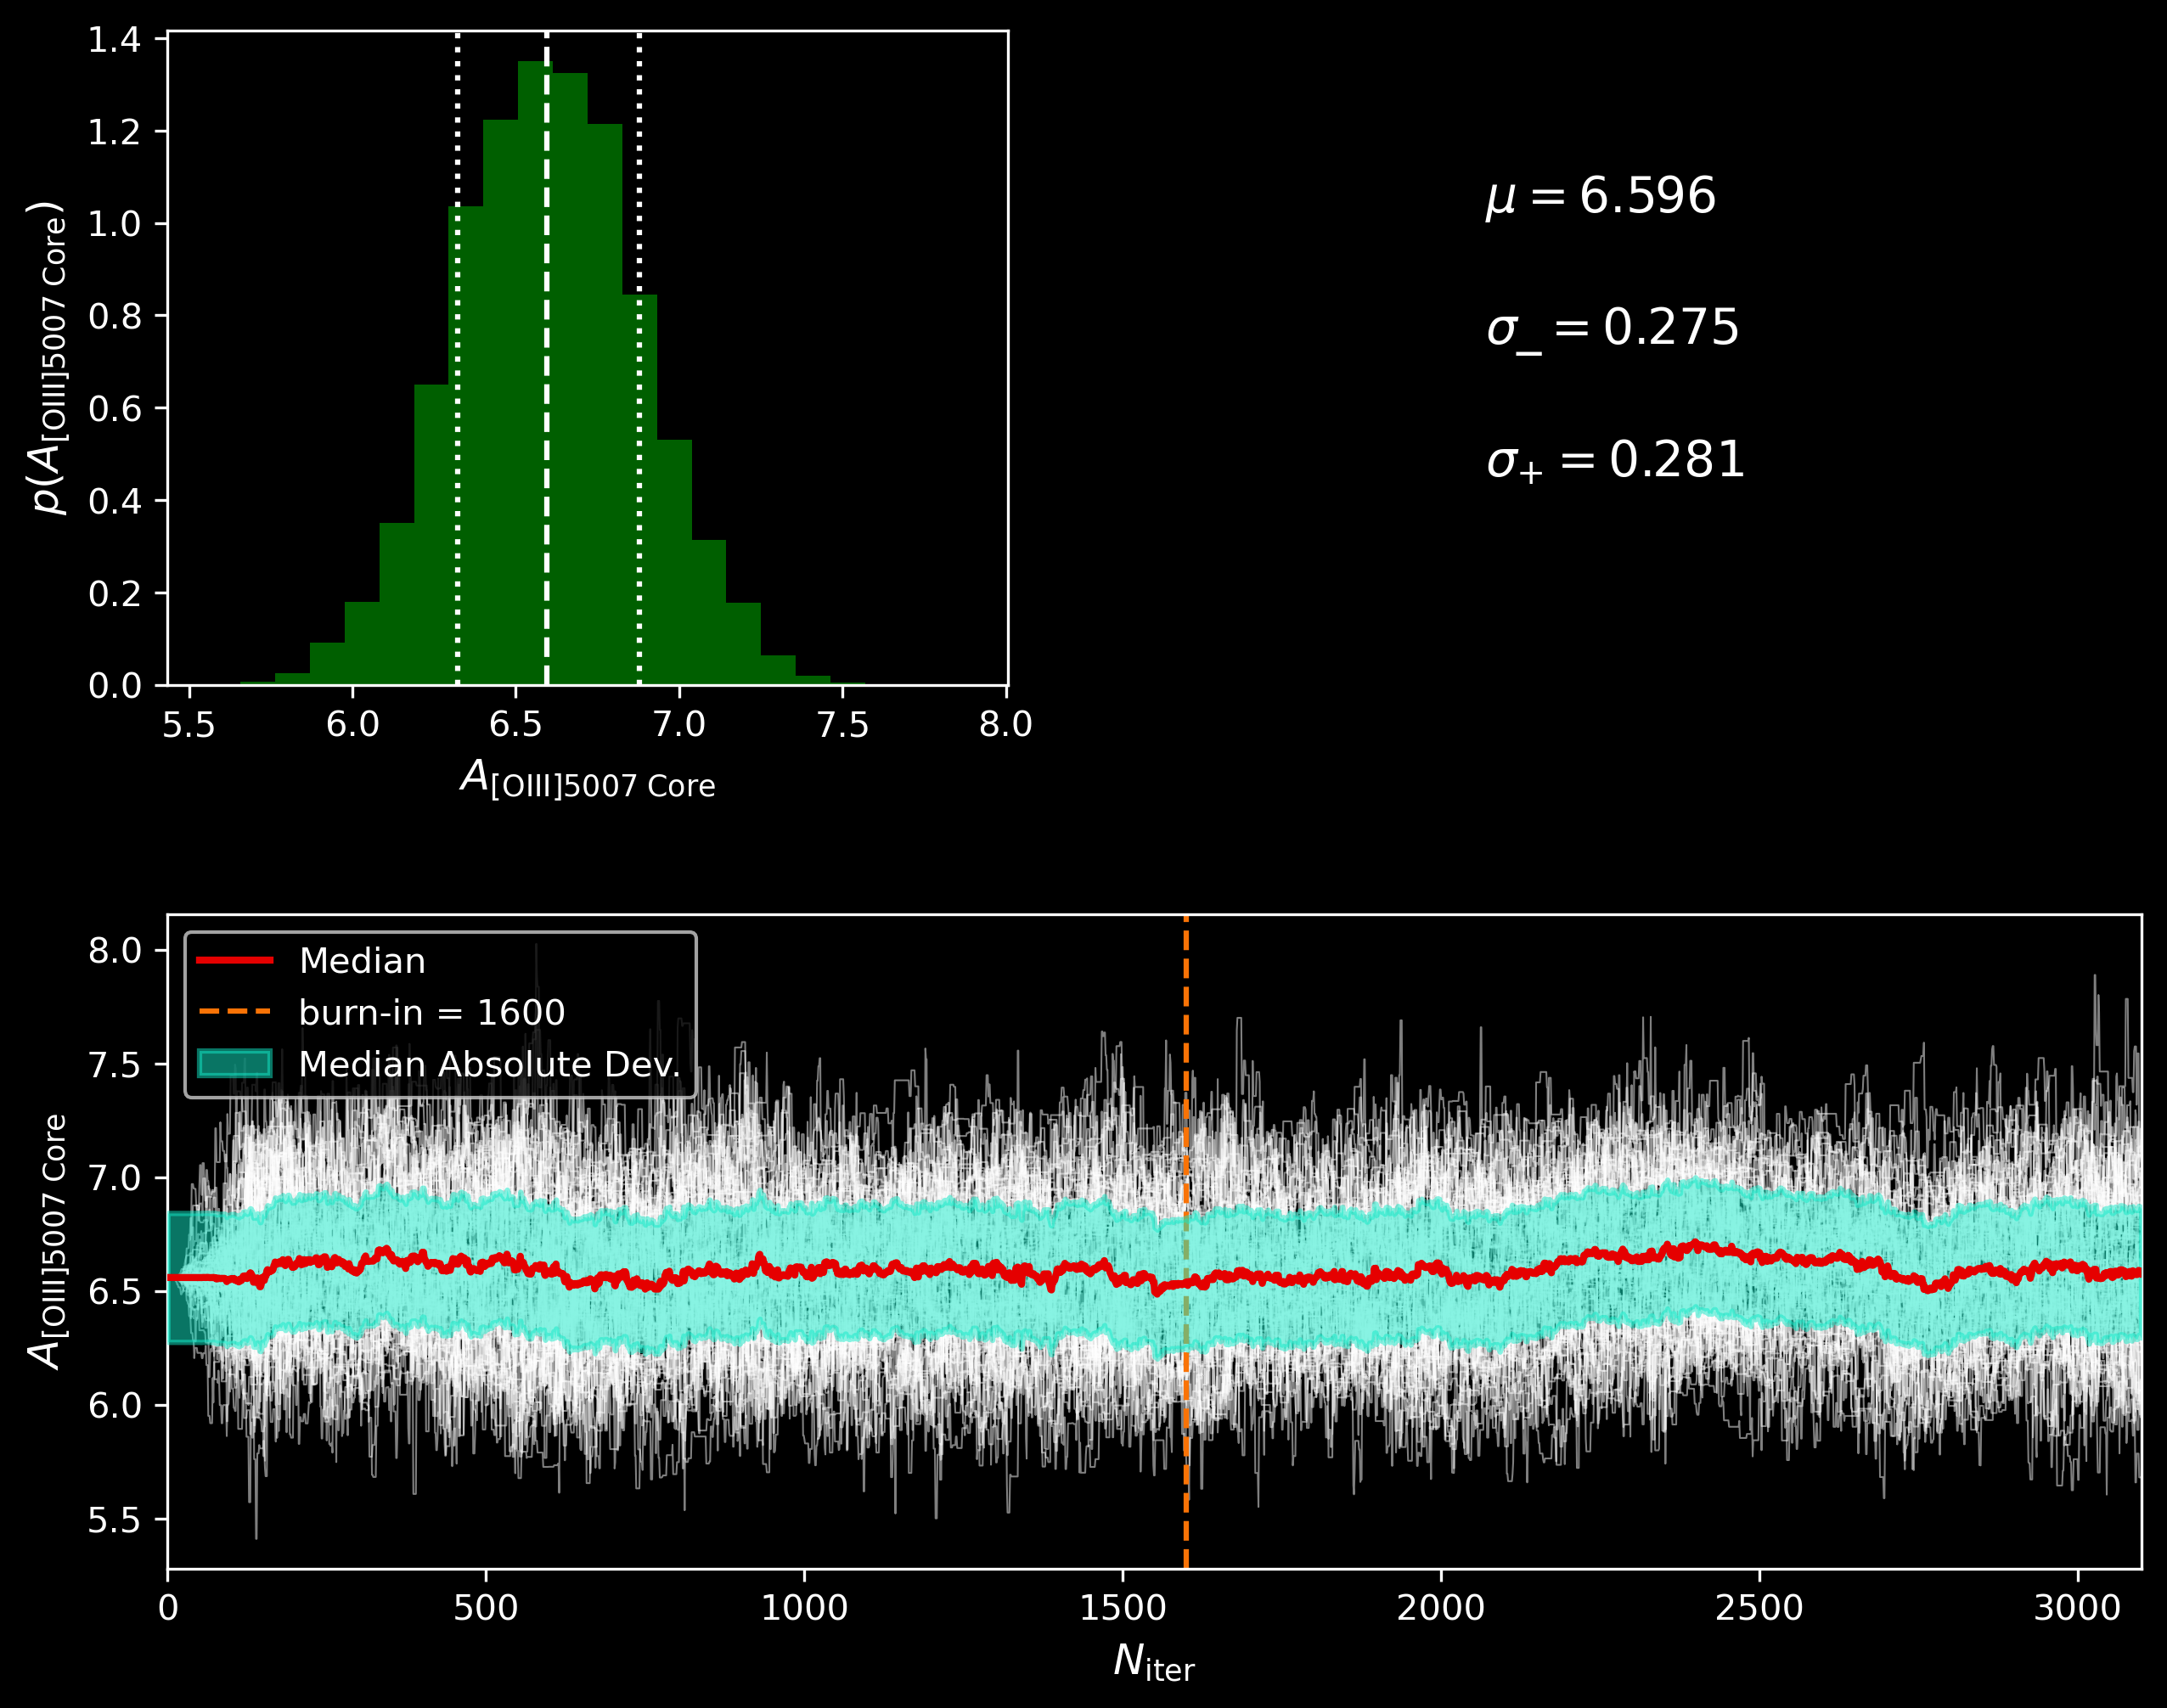 1.4
1.2
1.0
0.8
0.6
0.4
0.2
0.0
p(A[OIII]5007 Core)
5.5 6.0 6.5 7.0 7.5 8.0
A[OIII]5007 Core
μ = 6.596
σ− = 0.275
σ+ = 0.281
8.0
7.5
7.0
6.5
6.0
5.5
A[OIII]5007 Core
Median
burn-in = 1600
Median Absolute Dev.
0 500 1000 1500 2000 2500 3000
Niter